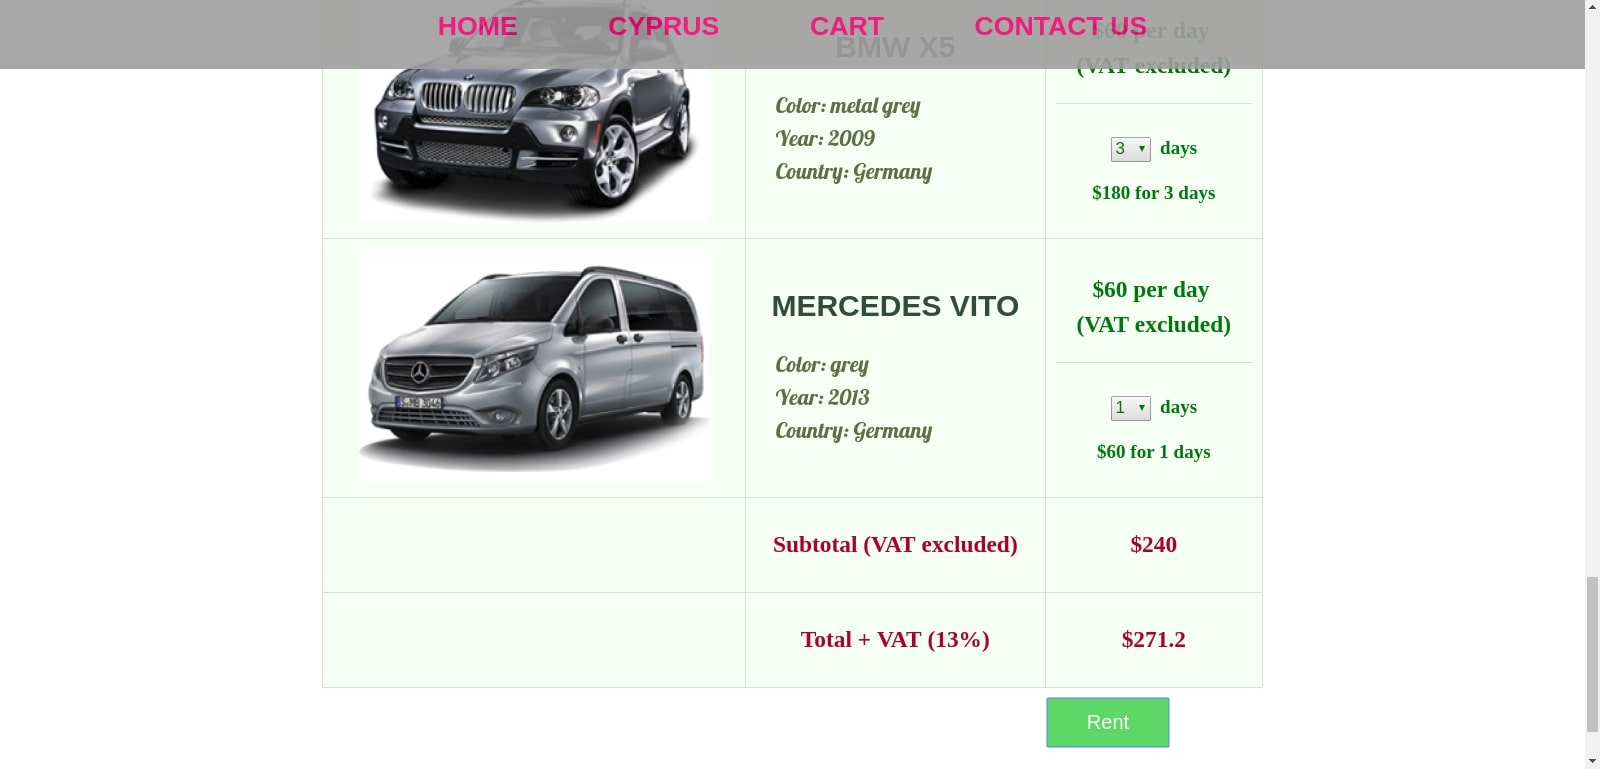 HOME CYPRUS CART CONTACT US
BMW X5
$60 per day
(VAT excluded)
Color: metal grey
Year: 2009
Country: Germany
3 days
$180 for 3 days
MERCEDES VITO
Color: grey
Year: 2013
Country: Germany
$60 per day
(VAT excluded)
1 days
$60 for 1 days
Subtotal (VAT excluded) $240
Total + VAT (13%) $271.2
Rent